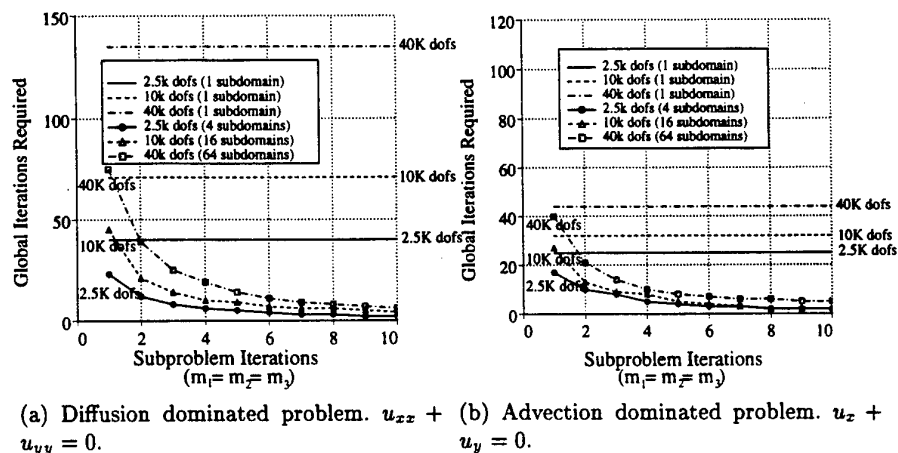 150
100
50
0
Global Iterations Required
40K dofs
2.5k dofs (1 subdomain)
10k dofs (1 subdomain)
40k dofs (1 subdomain)
2.5k dofs (4 subdomains)
10k dofs (16 subdomains)
40k dofs (64 subdomains)
10K dofs
40K dofs
2.5K dofs
10K dofs
2.5K dofs
0 2 4 6 8 10
Subproblem Iterations
(m1= m2= m3)
120
100
80
60
40
20
0
Global Iterations Required
2.5k dofs (1 subdomain)
10k dofs (1 subdomain)
40k dofs (1 subdomain)
2.5k dofs (4 subdomains)
10k dofs (16 subdomains)
40k dofs (64 subdomains)
40K dofs
40K dofs
10K dofs
2.5K dofs
10K dofs
2.5K dofs
0 2 4 6 8 10
Subproblem Iterations
(m1= m2= m3)
(a) Diffusion dominated problem. uxx +
uyy = 0.
(b) Advection dominated problem. ux +
uy = 0.